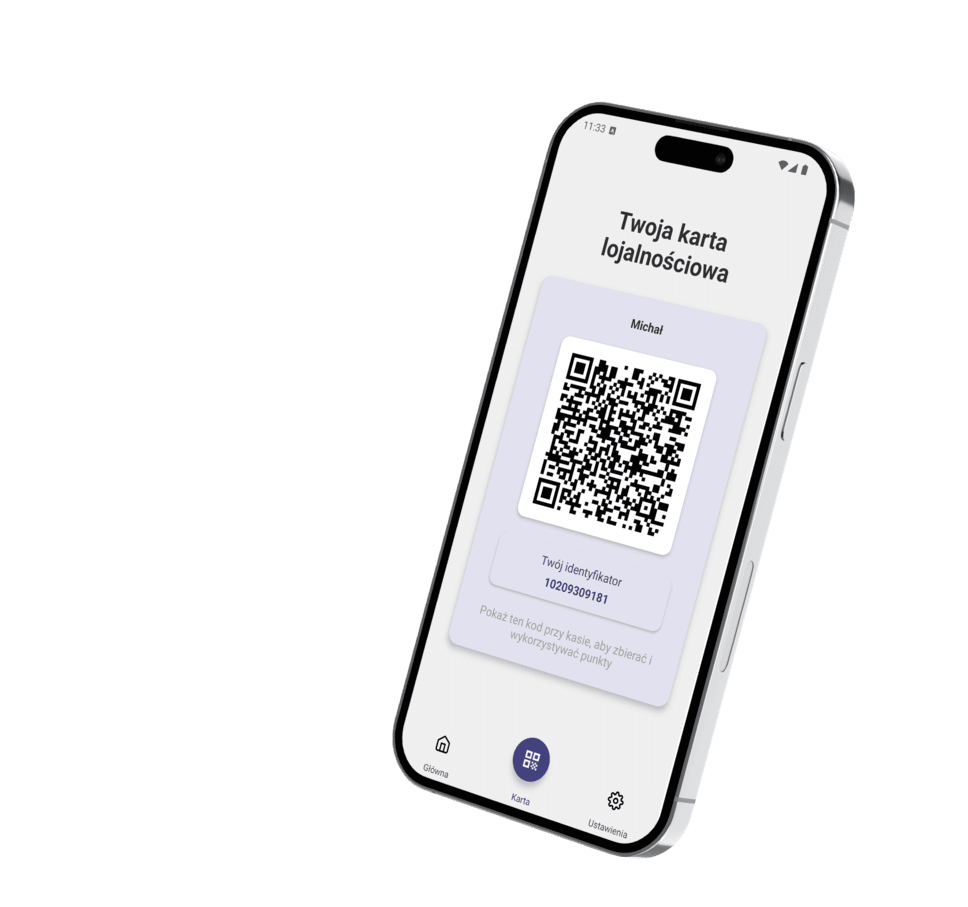 11:33
Twoja karta
lojalnościowa
Michał
Twój identyfikator
10209309181
Pokaż ten kod przy kasie, aby zbierać i
wykorzystywać punkty
Główna
Karta
Ustawienia